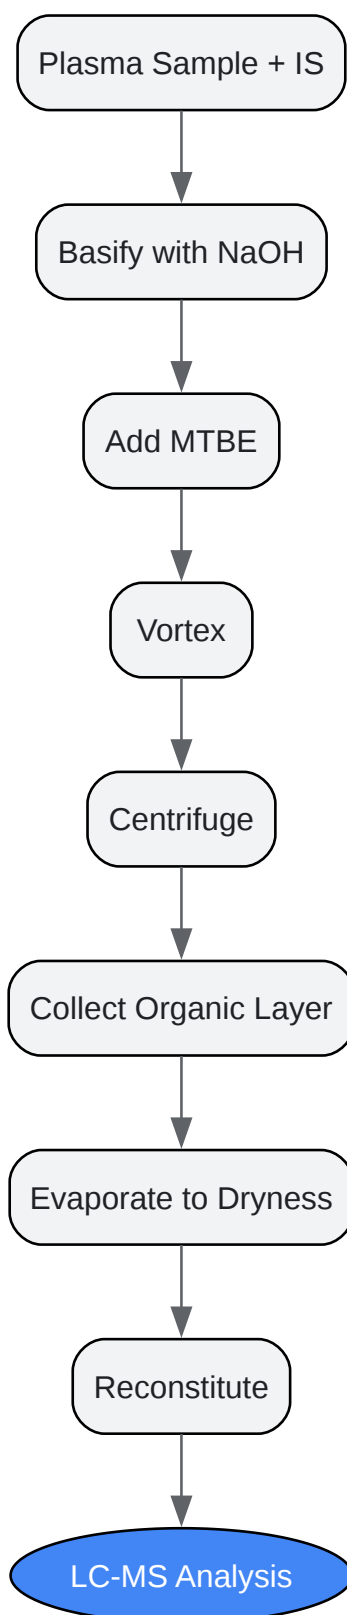 Plasma Sample + IS
Basify with NaOH
Add MTBE
Vortex
Centrifuge
Collect Organic Layer
Evaporate to Dryness
Reconstitute
LC-MS Analysis